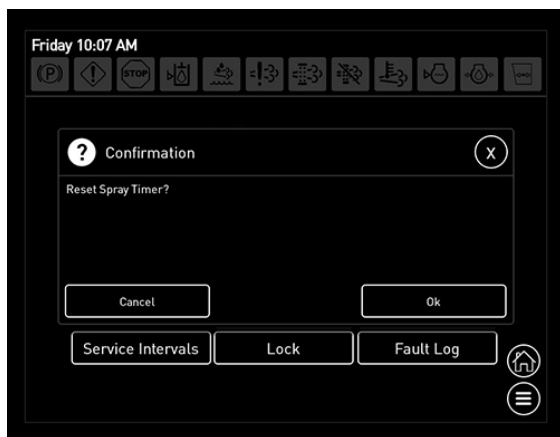 Friday 10:07 AM
P
STOP
?
Confirmation
X
Reset Spray Timer?
Cancel
Ok
Service Intervals
Lock
Fault Log